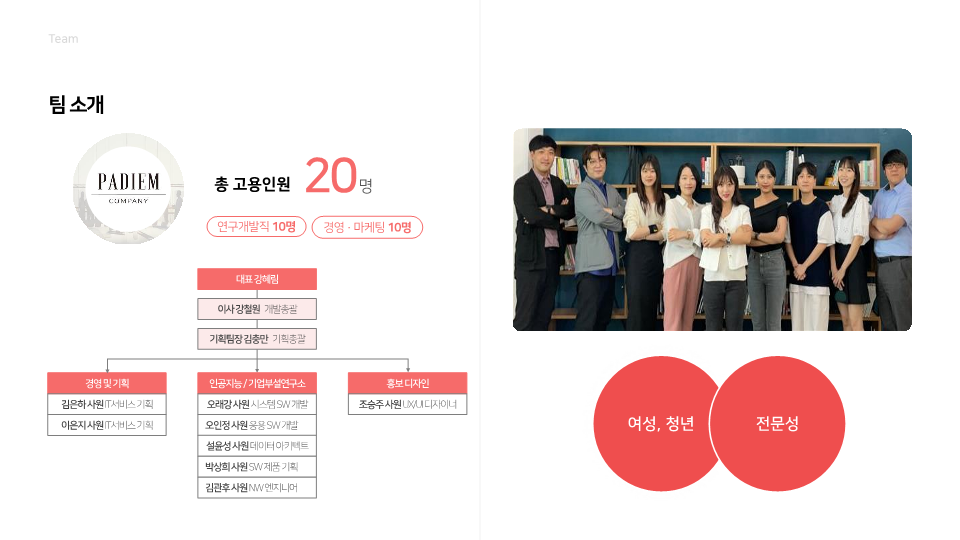 Team
팀 소개
PADIEM
COMPANY
총 고용인원 20명
연구개발직 10명
경영 · 마케팅 10명
대표 강혜림
이사 강철원 개발총괄
기획팀장 김충만 기획총괄
경영 및 기획
김은하 사원 IT서비스 기획
이은지 사원 IT서비스 기획
인공지능 / 기업부설연구소
오래강 사원 시스템 SW 개발
오인정 사원 응용 SW 개발
설윤성 사원 데이터 아키텍트
박상희 사원 SW 제품 기획
김관후 사원 NW 엔지니어
홍보 디자인
조승주 사원 UX/UI 디자이너
여성, 청년
전문성